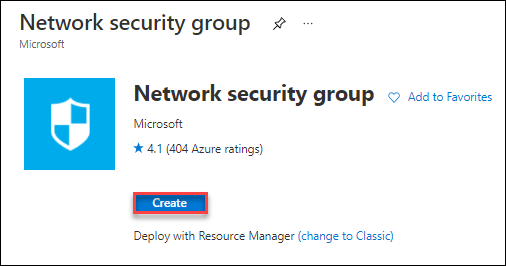 Network security group ...
Microsoft
Network security group Add to Favorites
Microsoft
4.1 (404 Azure ratings)
Create
Deploy with Resource Manager (change to Classic)